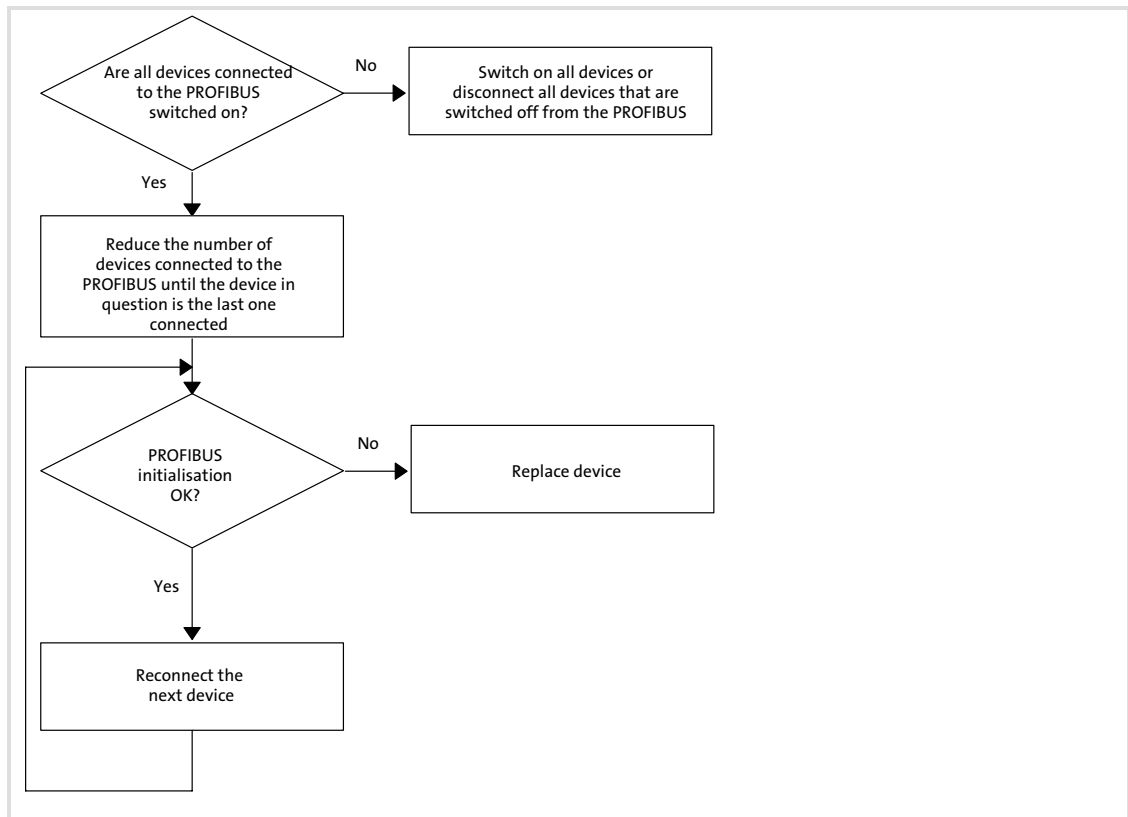 Are all devices connected
to the PROFIBUS
switched on?
No
Switch on all devices or
disconnect all devices that are
switched off from the PROFIBUS
Yes
Reduce the number of
devices connected to the
PROFIBUS until the device in
question is the last one
connected
PROFIBUS
initialisation
OK?
No
Replace device
Yes
Reconnect the
next device